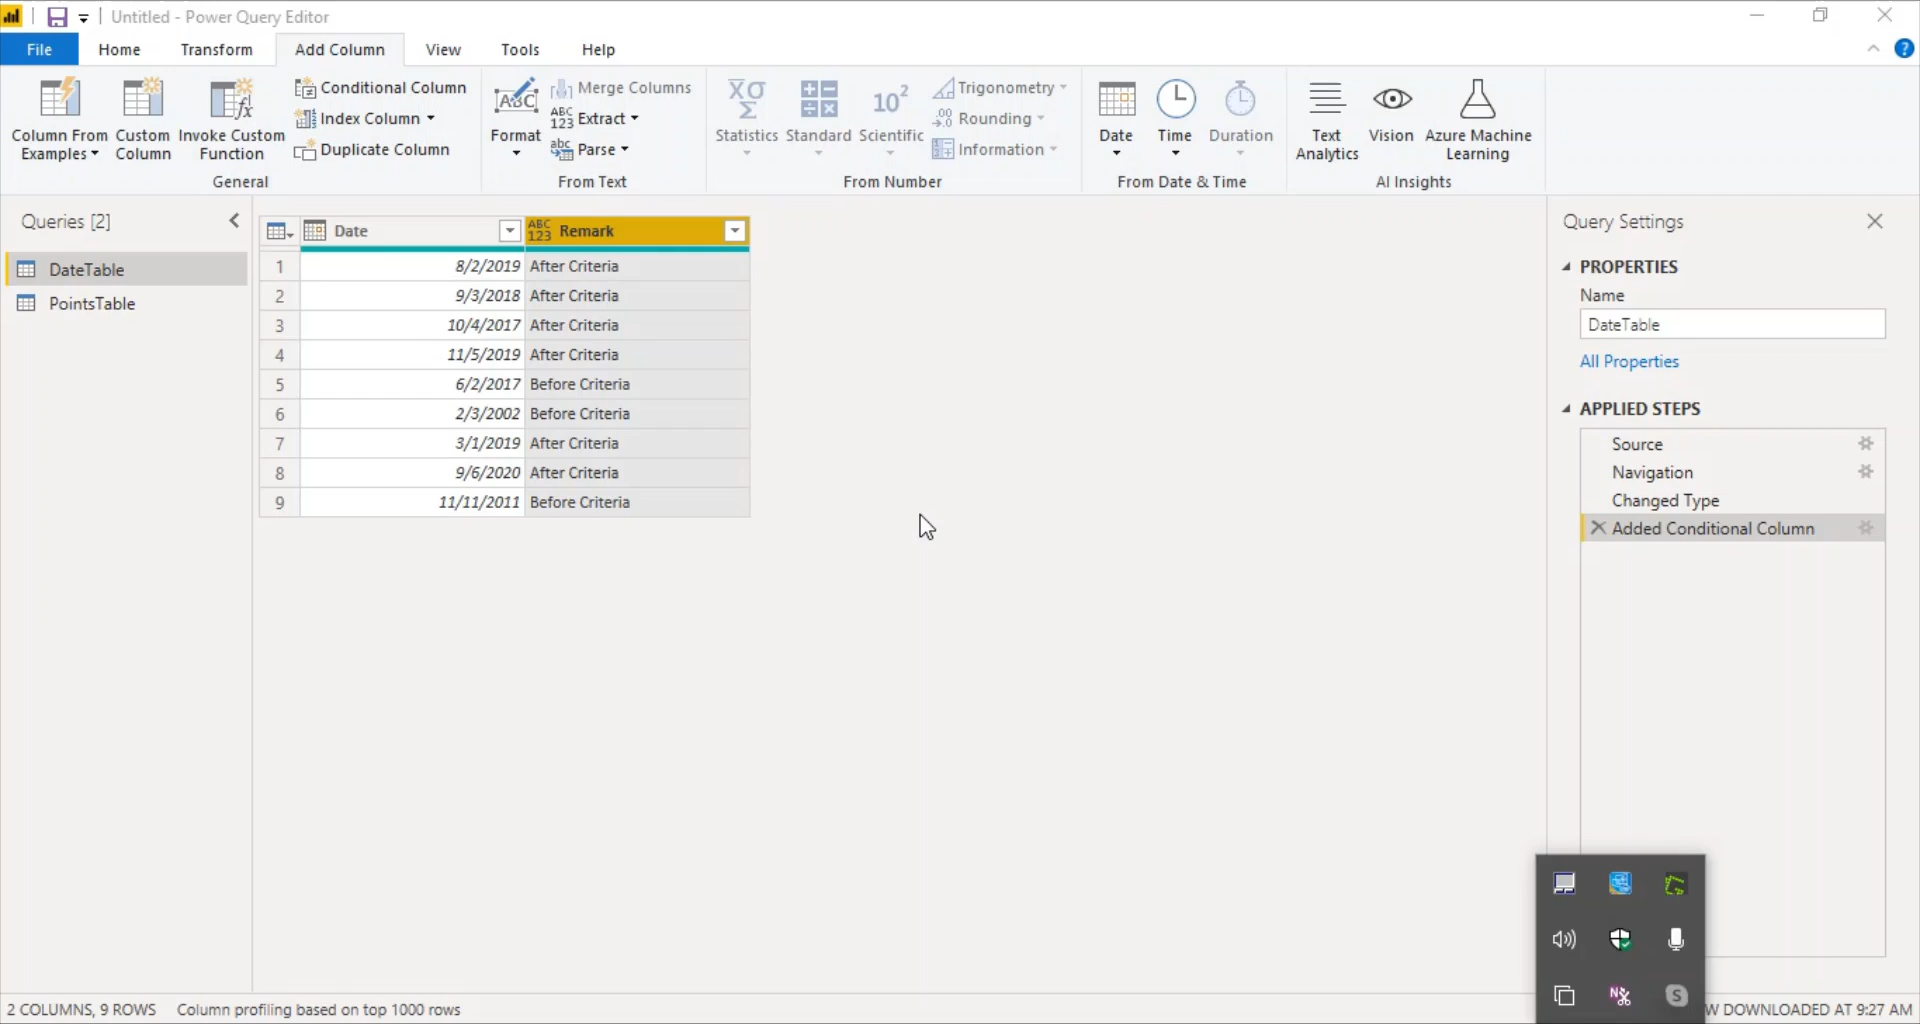 Untitled - Power Query Editor
File Home Transform Add Column View Tools Help
Column From Examples
Custom Column
Invoke Custom Function
Conditional Column
Index Column
Duplicate Column
General
Format
Merge Columns
Extract
Parse
From Text
Statistics
Standard
Scientific
Trigonometry
Rounding
Information
From Number
Date
Time
Duration
From Date & Time
Text Analytics
Vision
Azure Machine Learning
AI Insights
Queries [2]
DateTable
PointsTable
Date ABC 123 Remark
1 8/2/2019 After Criteria
2 9/3/2018 After Criteria
3 10/4/2017 After Criteria
4 11/5/2019 After Criteria
5 6/2/2017 Before Criteria
6 2/3/2002 Before Criteria
7 3/1/2019 After Criteria
8 9/6/2020 After Criteria
9 11/11/2011 Before Criteria
Query Settings
PROPERTIES
Name
DateTable
All Properties
APPLIED STEPS
Source
Navigation
Changed Type
Added Conditional Column
2 COLUMNS, 9 ROWS Column profiling based on top 1000 rows
W DOWNLOADED AT 9:27 AM